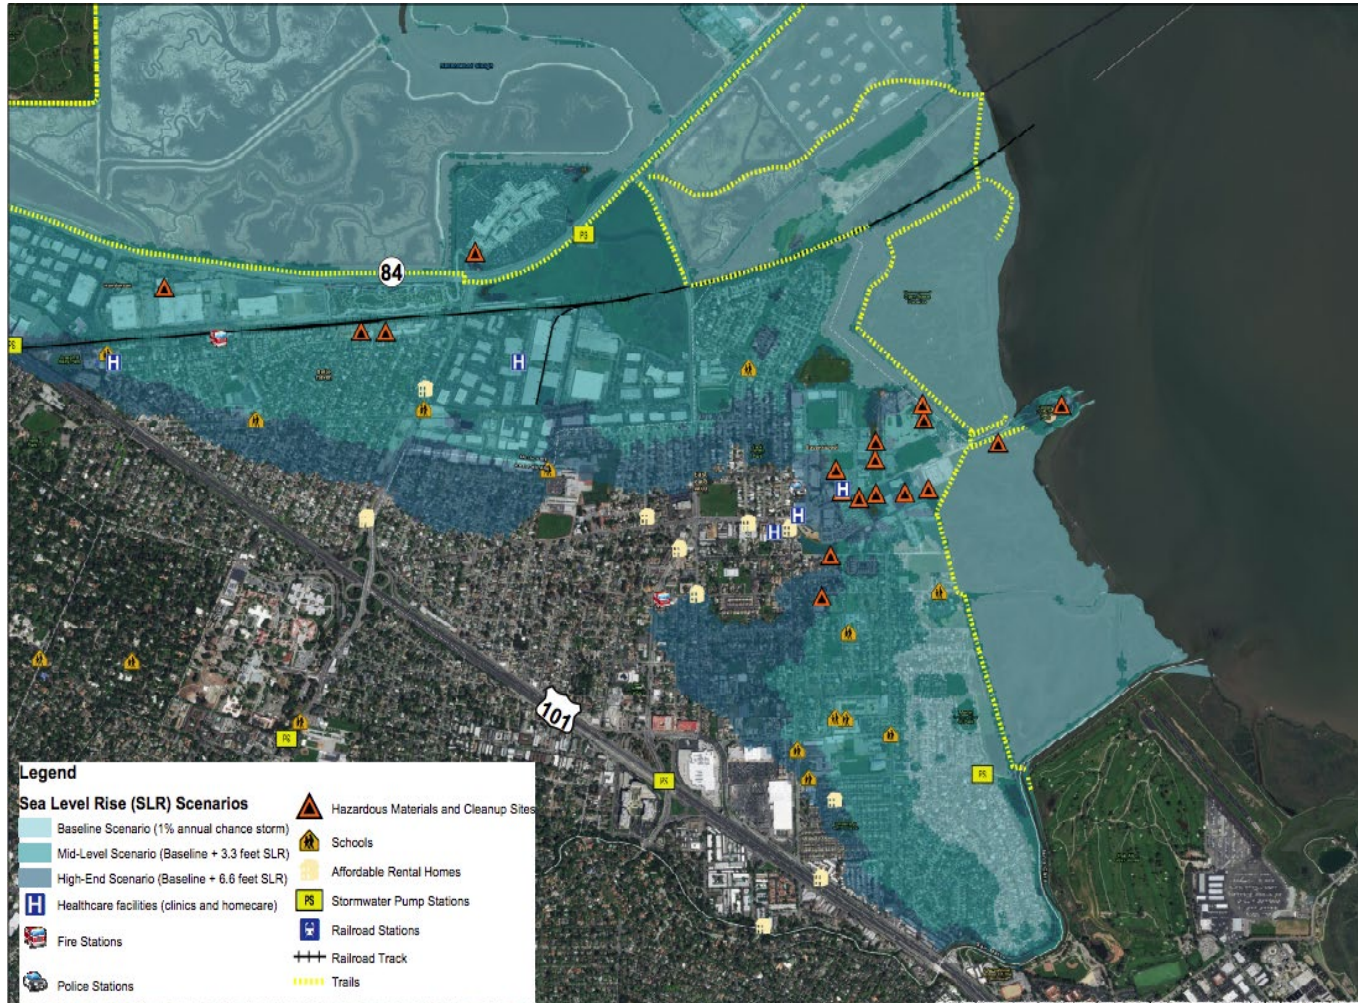 Ravenswood Slough
84
PS
PS
101
PS
PS
PS
Legend
Sea Level Rise (SLR) Scenarios
Baseline Scenario (1% annual chance storm)
Mid-Level Scenario (Baseline + 3.3 feet SLR)
High-End Scenario (Baseline + 6.6 feet SLR)
H Healthcare facilities (clinics and homecare)
Fire Stations
Police Stations
Hazardous Materials and Cleanup Sites
Schools
Affordable Rental Homes
PS Stormwater Pump Stations
Railroad Stations
Railroad Track
Trails
H
H
H
H
H